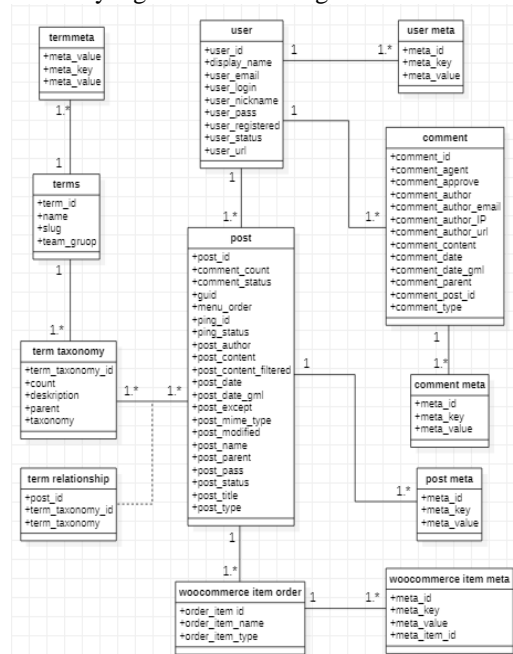 termmeta
+meta_value
+meta_key
+meta_value
1.*
1
terms
+term_id
+name
+slug
+team_gruop
1
1.*
term taxonomy
+term_taxonomy_id
+count
+deskription
+parent
+taxonomy
1.*
1.*
term relationship
+post_id
+term_taxonomy_id
+term_taxonomy
user
+user_id
+display_name
+user_email
+user_login
+user_nickname
+user_pass
+user_registered
+user_status
+user_url
1
1.*
1
1.*
1
1.*
user meta
+meta_id
+meta_key
+meta_value
comment
+comment_id
+comment_agent
+comment_approve
+comment_author
+comment_author_email
+comment_author_IP
+comment_author_url
+comment_content
+comment_date
+comment_date_gml
+comment_parent
+comment_post_id
+comment_type
1
1.*
comment meta
+meta_id
+meta_key
+meta_value
post
+post_id
+comment_count
+comment_status
+guid
+menu_order
+ping_id
+ping_status
+post_author
+post_content
+post_content_filtered
+post_date
+post_date_gml
+post_except
+post_mime_type
+post_modified
+post_name
+post_parent
+post_pass
+post_status
+post_title
+post_type
1
1.*
post meta
+meta_id
+meta_key
+meta_value
1
1.*
woocommerce item order
+order_item id
+order_item_name
+order_item_type
1
1.*
woocommerce item meta
+meta_id
+meta_key
+meta_value
+meta_item_id